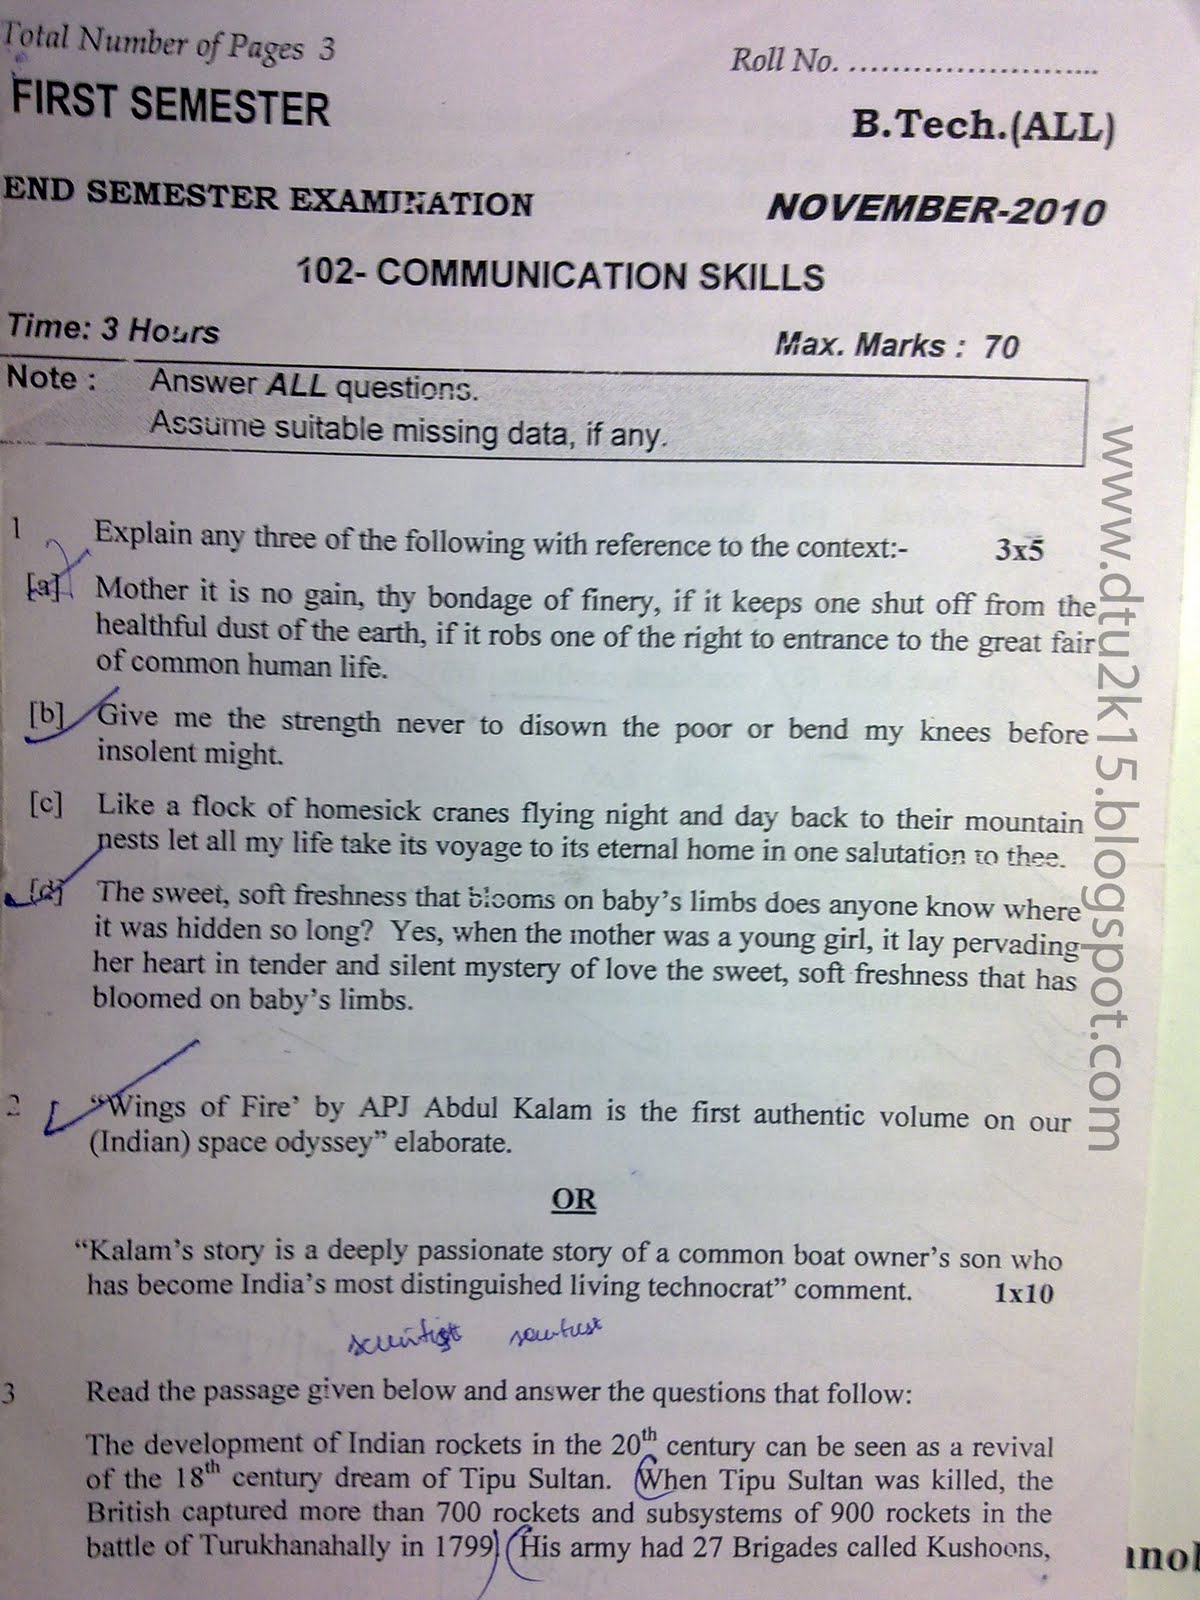 Total Number of Pages 3
Roll No. ........................
FIRST SEMESTER
B.Tech.(ALL)
END SEMESTER EXAMINATION
NOVEMBER-2010
102- COMMUNICATION SKILLS
Time: 3 Hours
Max. Marks : 70
Note : Answer ALL questions.
Assume suitable missing data, if any.
1 Explain any three of the following with reference to the context:- 3x5
[a] Mother it is no gain, thy bondage of finery, if it keeps one shut off from the
healthful dust of the earth, if it robs one of the right to entrance to the great fair
of common human life.
[b] Give me the strength never to disown the poor or bend my knees before
insolent might.
[c] Like a flock of homesick cranes flying night and day back to their mountain
nests let all my life take its voyage to its eternal home in one salutation to thee.
[d] The sweet, soft freshness that blooms on baby's limbs does anyone know where
it was hidden so long? Yes, when the mother was a young girl, it lay pervading
her heart in tender and silent mystery of love the sweet, soft freshness that has
bloomed on baby's limbs.
2 "Wings of Fire' by APJ Abdul Kalam is the first authentic volume on our
(Indian) space odyssey" elaborate.
OR
"Kalam's story is a deeply passionate story of a common boat owner's son who
has become India's most distinguished living technocrat" comment. 1x10
scientist
3 Read the passage given below and answer the questions that follow:
The development of Indian rockets in the 20th century can be seen as a revival
of the 18th century dream of Tipu Sultan. (When Tipu Sultan was killed, the
British captured more than 700 rockets and subsystems of 900 rockets in the
battle of Turukhanahally in 1799) (His army had 27 Brigades called Kushoons,
www.dtu2k15.blogspot.com